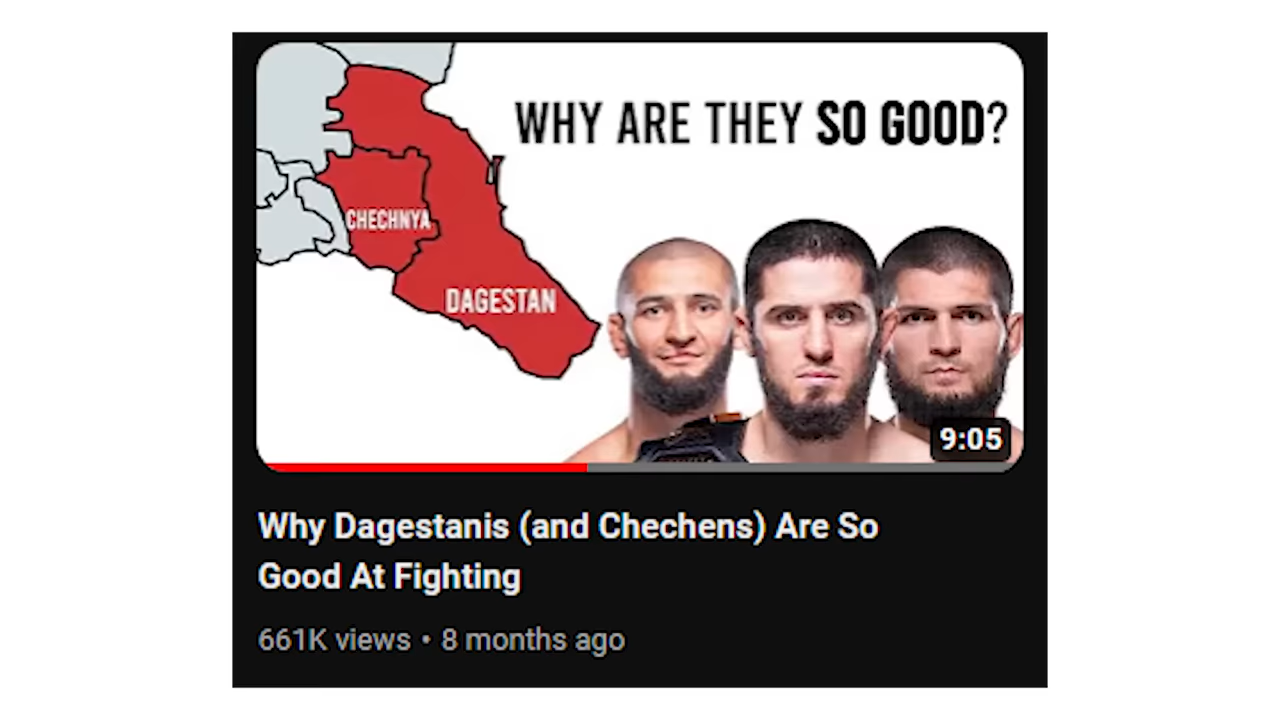 WHY ARE THEY SO GOOD?
CHECHNYA
DAGESTAN
9:05
Why Dagestanis (and Chechens) Are So
Good At Fighting
661K views • 8 months ago